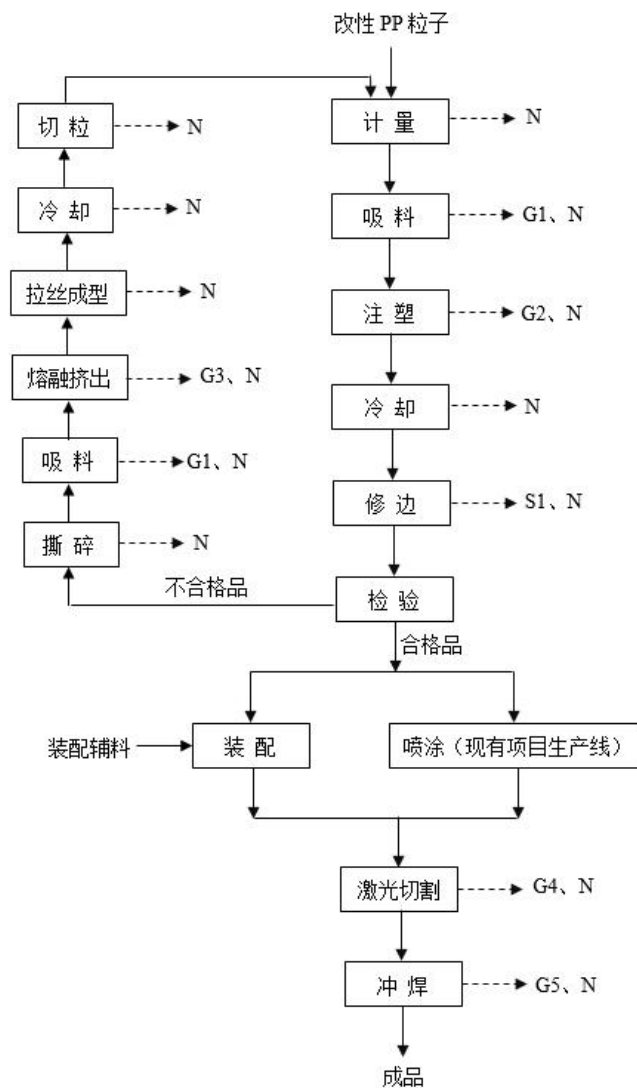 改性 PP 粒子
切 粒
N
计 量
N
冷 却
N
吸 料
G1、N
拉丝成型
N
注 塑
G2、N
熔融挤出
G3、N
冷 却
N
吸 料
G1、N
修 边
S1、N
撕 碎
N
不合格品
检 验
合格品
装配辅料
装 配
喷涂（现有项目生产线）
激光切割
G4、N
冲 焊
G5、N
成品